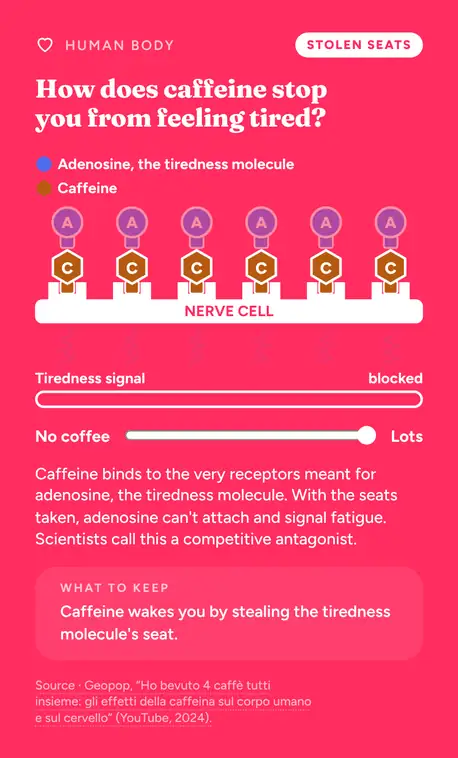 HUMAN BODY
STOLEN SEATS
How does caffeine stop
you from feeling tired?
Adenosine, the tiredness molecule
Caffeine
A A A A A A
C C C C C C
NERVE CELL
Tiredness signal
blocked
No coffee
Lots
Caffeine binds to the very receptors meant for
adenosine, the tiredness molecule. With the seats
taken, adenosine can't attach and signal fatigue.
Scientists call this a competitive antagonist.
WHAT TO KEEP
Caffeine wakes you by stealing the tiredness
molecule's seat.
Source · Geopop, “Ho bevuto 4 caffè tutti
insieme: gli effetti della caffeina sul corpo umano
e sul cervello” (YouTube, 2024).